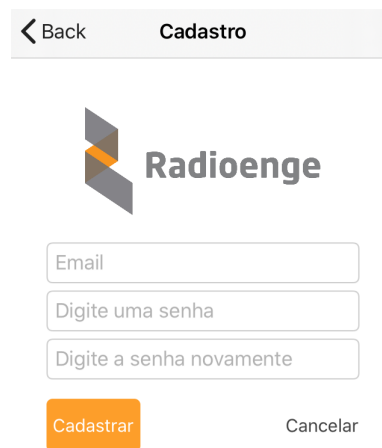 Back Cadastro
Radioenge
Email
Digite uma senha
Digite a senha novamente
Cadastrar Cancelar